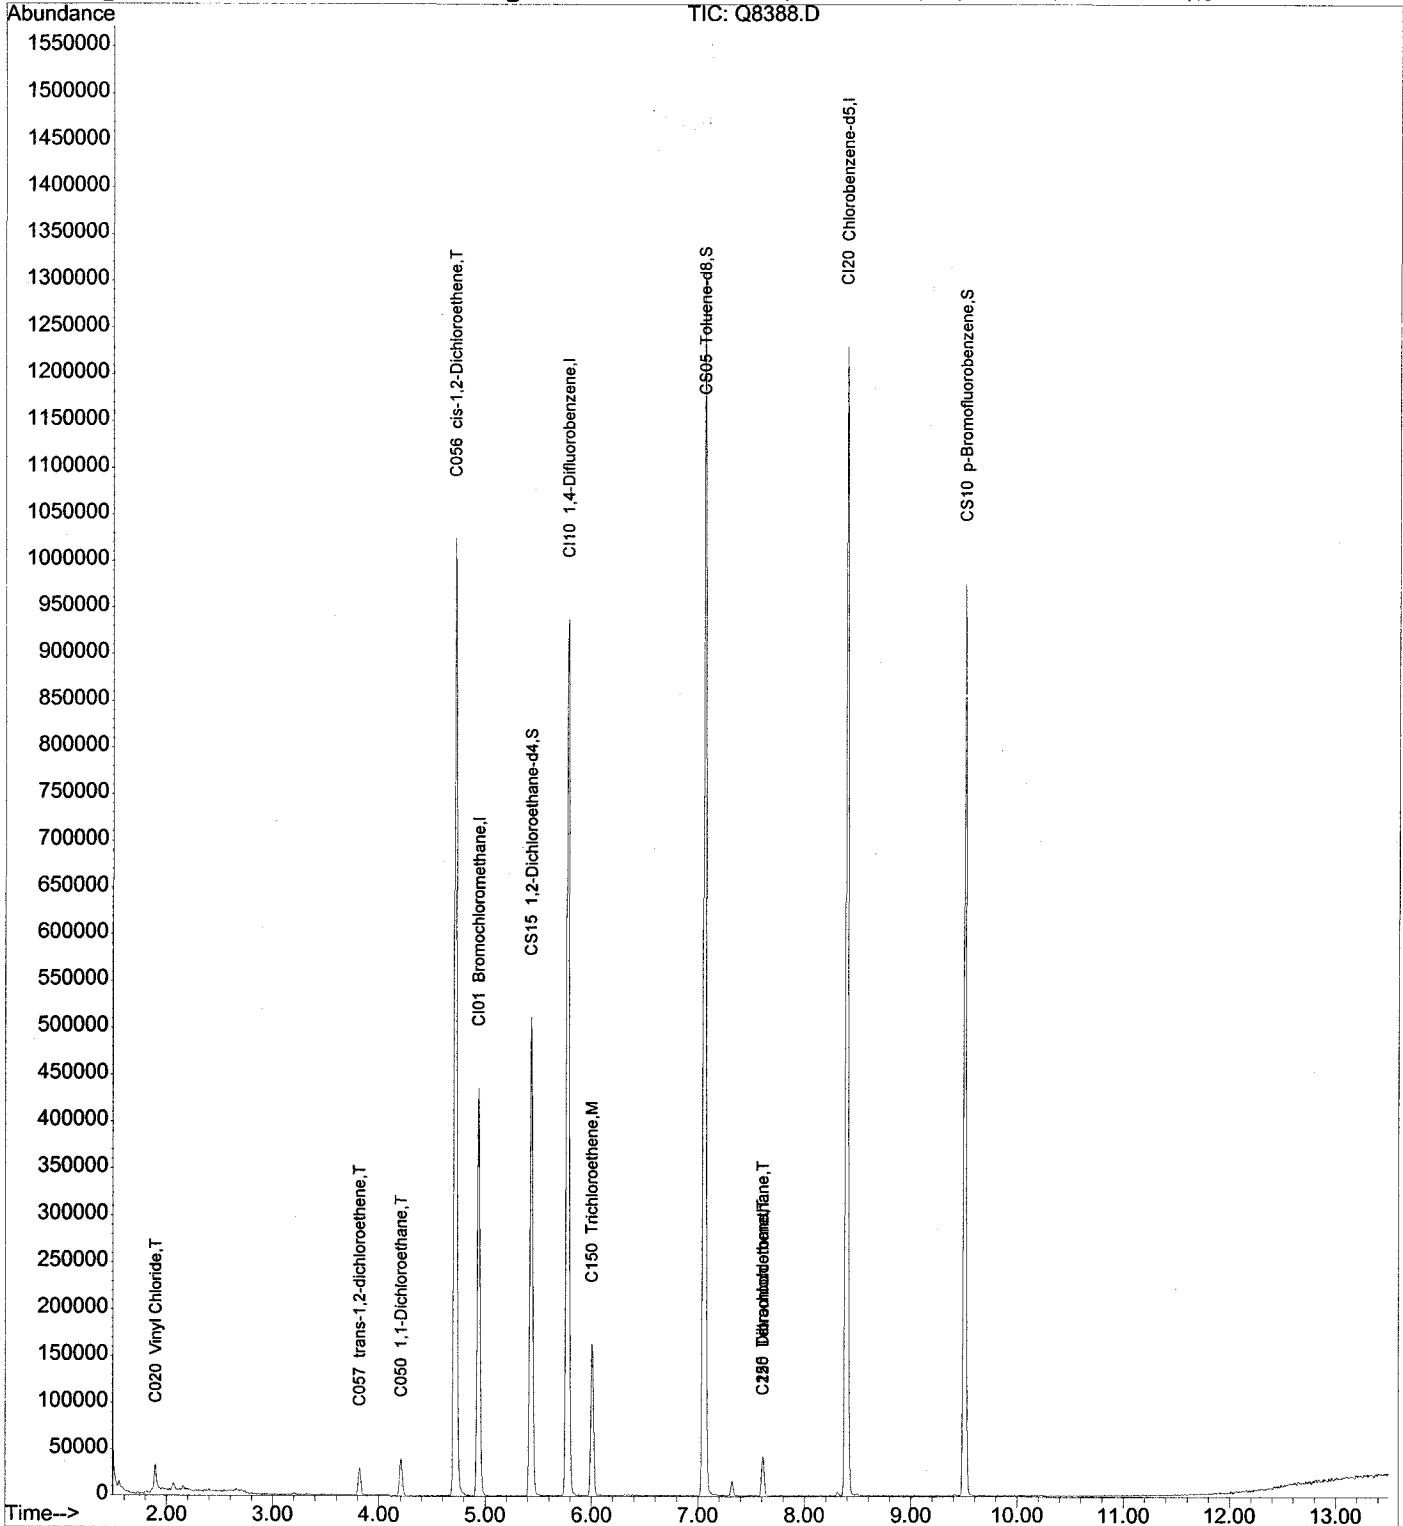 Abundance
TIC: Q8388.D
1550000
1500000
1450000
1400000
1350000
1300000
1250000
1200000
1150000
1100000
1050000
1000000
950000
900000
850000
800000
750000
700000
650000
600000
550000
500000
450000
400000
350000
300000
250000
200000
150000
100000
50000
0
C020 Vinyl Chloride,T
C057 trans-1,2-dichloroethene,T
C050 1,1-Dichloroethane,T
C056 cis-1,2-Dichloroethene,T
CI01 Bromochloromethane,I
CS15 1,2-Dichloroethane-d4,S
CI10 1,4-Difluorobenzene,I
C150 Trichloroethene,M
CS05 Toluene-d8,S
CI20 Chlorobenzene-d5,I
CS10 p-Bromofluorobenzene,S
Time--> 2.00 3.00 4.00 5.00 6.00 7.00 8.00 9.00 10.00 11.00 12.00 13.00